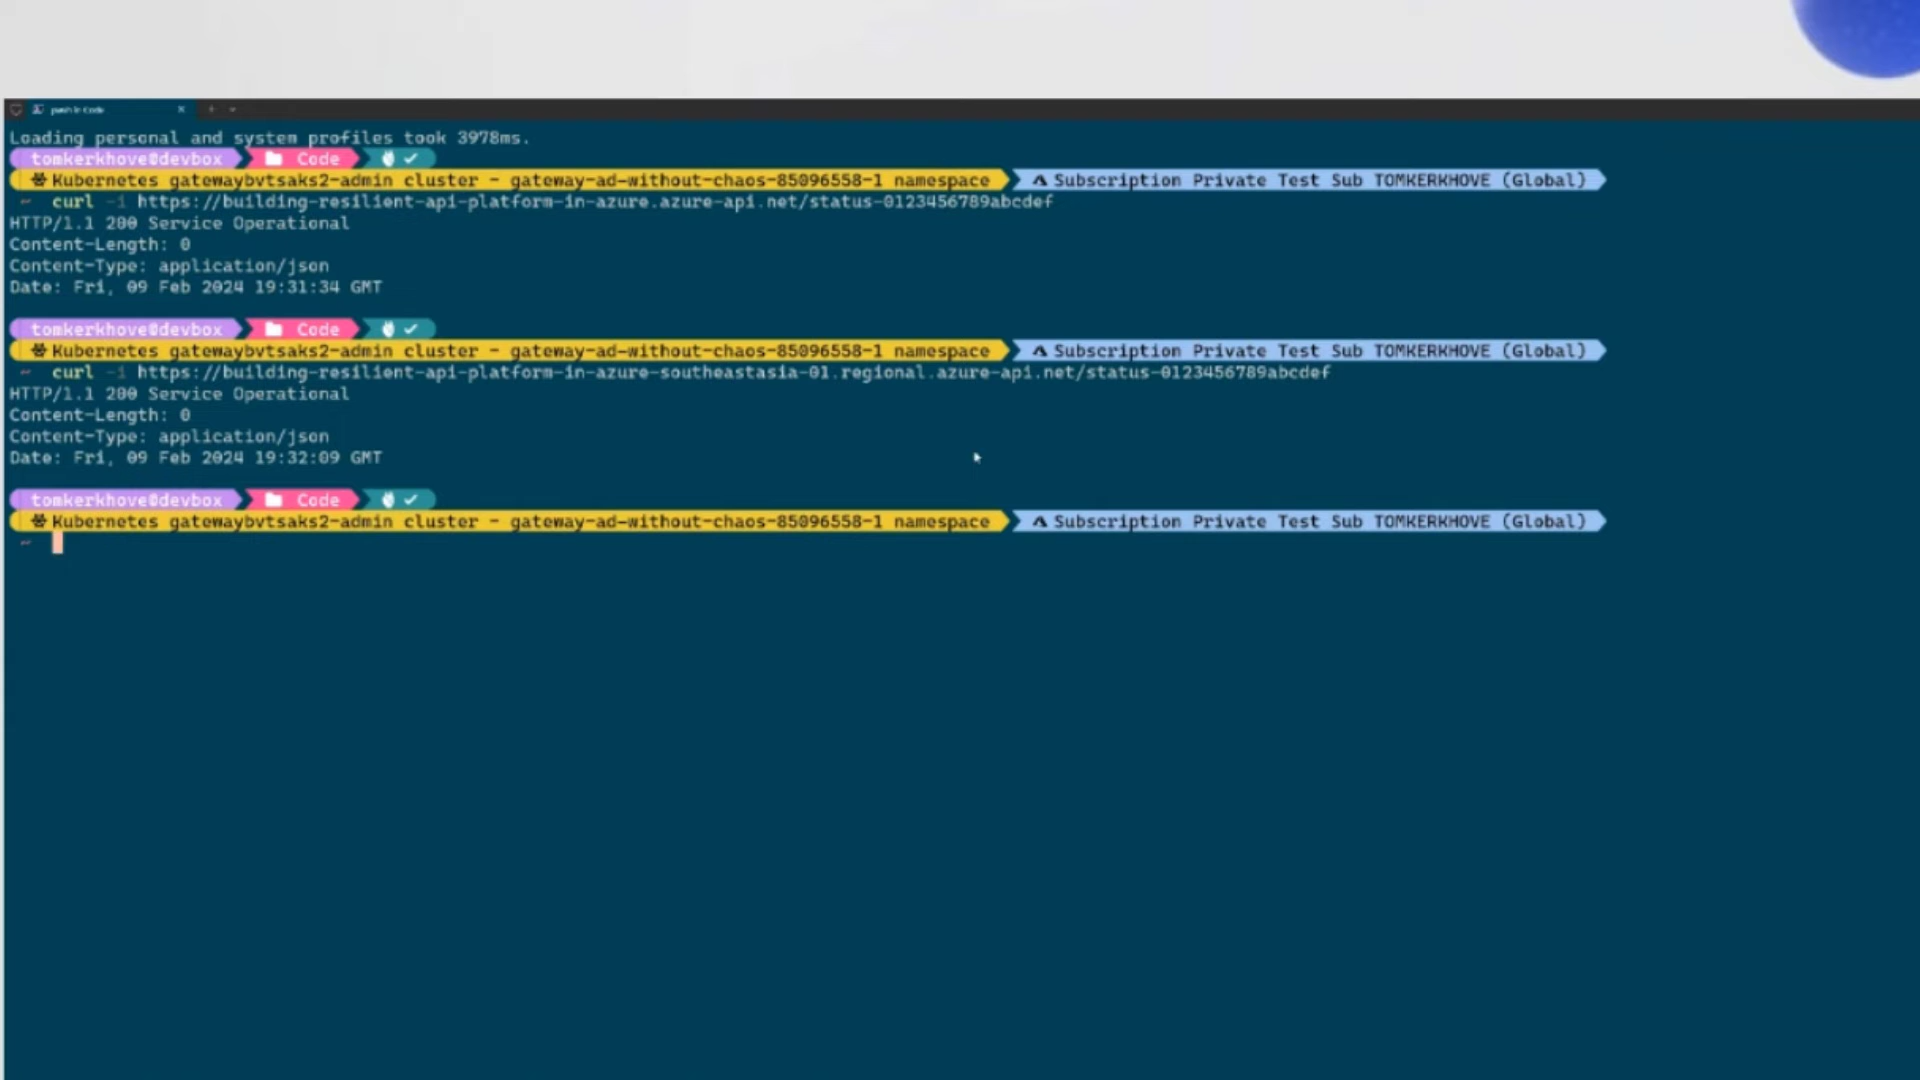 pwsh in Code
Loading personal and system profiles took 3978ms.
tomkerkhove@devbox Code
Kubernetes gatewaybvtsaks2-admin cluster - gateway-ad-without-chaos-85096558-1 namespace Subscription Private Test Sub TOMKERKHOVE (Global)
~ curl -i https://building-resilient-api-platform-in-azure.azure-api.net/status-0123456789abcdef
HTTP/1.1 200 Service Operational
Content-Length: 0
Content-Type: application/json
Date: Fri, 09 Feb 2024 19:31:34 GMT
tomkerkhove@devbox Code
Kubernetes gatewaybvtsaks2-admin cluster - gateway-ad-without-chaos-85096558-1 namespace Subscription Private Test Sub TOMKERKHOVE (Global)
~ curl -i https://building-resilient-api-platform-in-azure-southeastasia-01.regional.azure-api.net/status-0123456789abcdef
HTTP/1.1 200 Service Operational
Content-Length: 0
Content-Type: application/json
Date: Fri, 09 Feb 2024 19:32:09 GMT
tomkerkhove@devbox Code
Kubernetes gatewaybvtsaks2-admin cluster - gateway-ad-without-chaos-85096558-1 namespace Subscription Private Test Sub TOMKERKHOVE (Global)
~